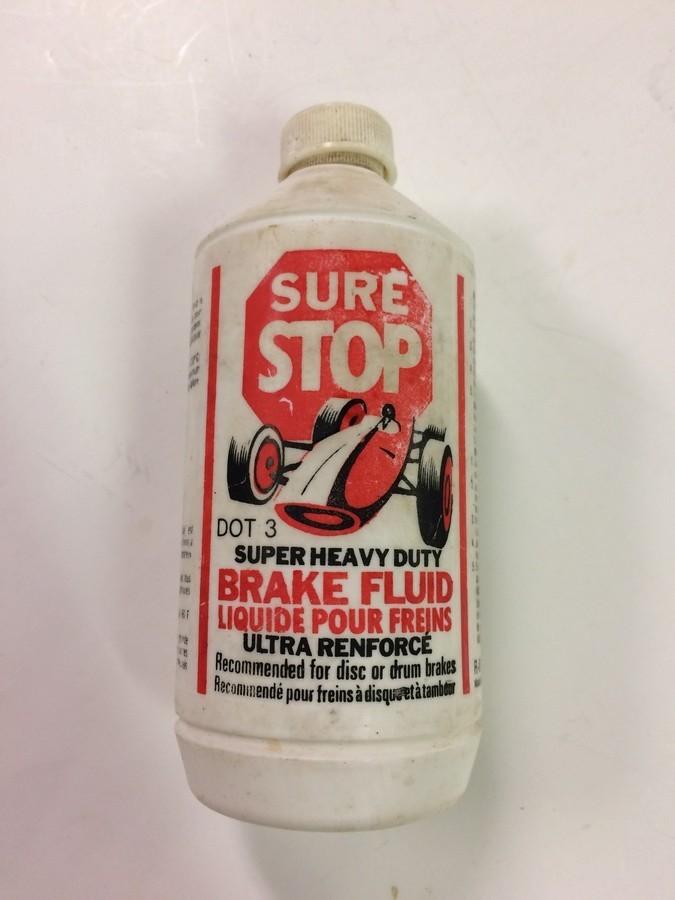 SURE
STOP
DOT 3
SUPER HEAVY DUTY
BRAKE FLUID
LIQUIDE POUR FREINS
ULTRA RENFORCÉ
Recommended for disc or drum brakes
Recommendé pour freins à disque et à tambour